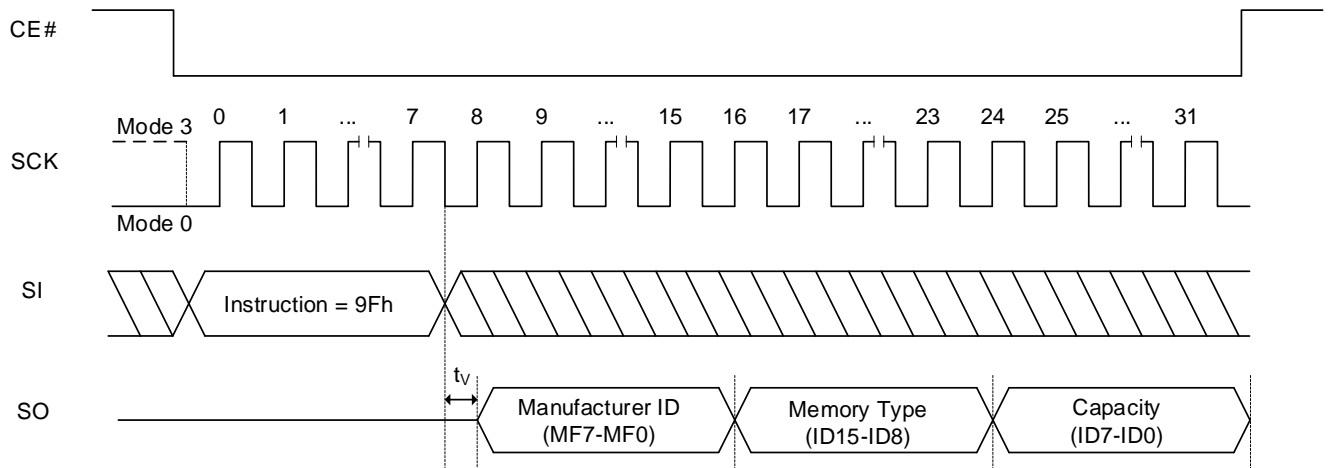 CE#
0 1 ... 7 8 9 ... 15 16 17 ... 23 24 25 ... 31
Mode 3
SCK
Mode 0
SI
Instruction = 9Fh
tV
SO
Manufacturer ID
(MF7-MF0)
Memory Type
(ID15-ID8)
Capacity
(ID7-ID0)